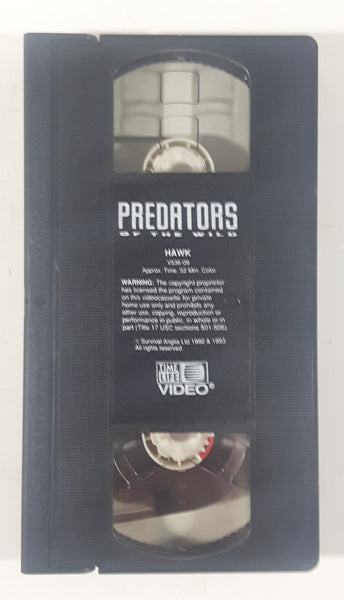 PREDATORS
OF THE WILD
HAWK
V536-09
Approx. Time: 52 Min. Color
WARNING: The copyright proprietor
has licensed the program contained
on this videocassette for private
home use only and prohibits any
other use, copying, reproduction or
performance in public, in whole or in
part (Title 17 USC sections 501-506).
© Survival Anglia Ltd 1992 & 1993
All rights reserved
TIME
LIFE
VIDEO®